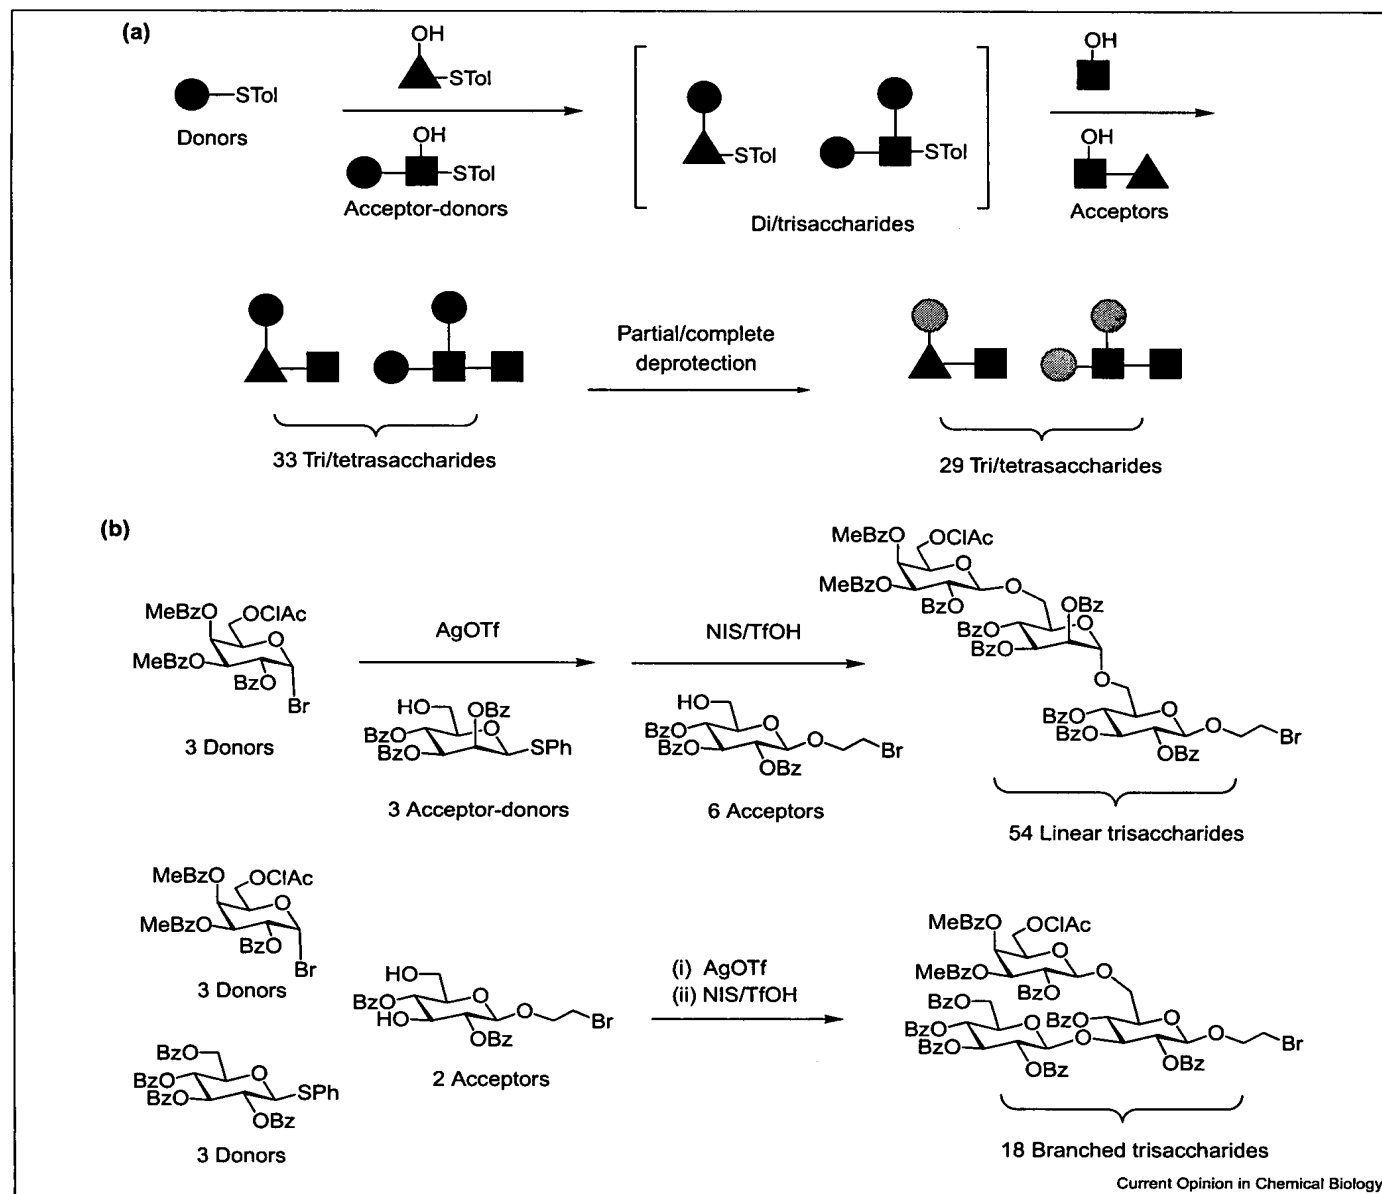 (a)
OH
STol
STol
Donors
OH
STol
Acceptor-donors
STol
STol
Di/trisaccharides
OH
OH
Acceptors
Partial/complete
deprotection
33 Tri/tetrasaccharides
29 Tri/tetrasaccharides
(b)
MeBzO
OClAc
O
MeBzO
BzO
Br
3 Donors
AgOTf
HO
OBz
BzO
O
BzO
SPh
3 Acceptor-donors
NIS/TfOH
HO
BzO
O
BzO
O
Br
OBz
6 Acceptors
MeBzO
OClAc
O
MeBzO
O
BzO
OBz
BzO
O
BzO
O
BzO
O
BzO
O
Br
OBz
54 Linear trisaccharides
MeBzO
OClAc
O
MeBzO
BzO
Br
3 Donors
BzO
BzO
O
BzO
SPh
OBz
3 Donors
HO
BzO
O
HO
O
Br
OBz
2 Acceptors
(i) AgOTf
(ii) NIS/TfOH
MeBzO
OClAc
O
MeBzO
O
BzO
BzO
BzO
O
BzO
O
BzO
O
O
Br
OBz
OBz
18 Branched trisaccharides
Current Opinion in Chemical Biology